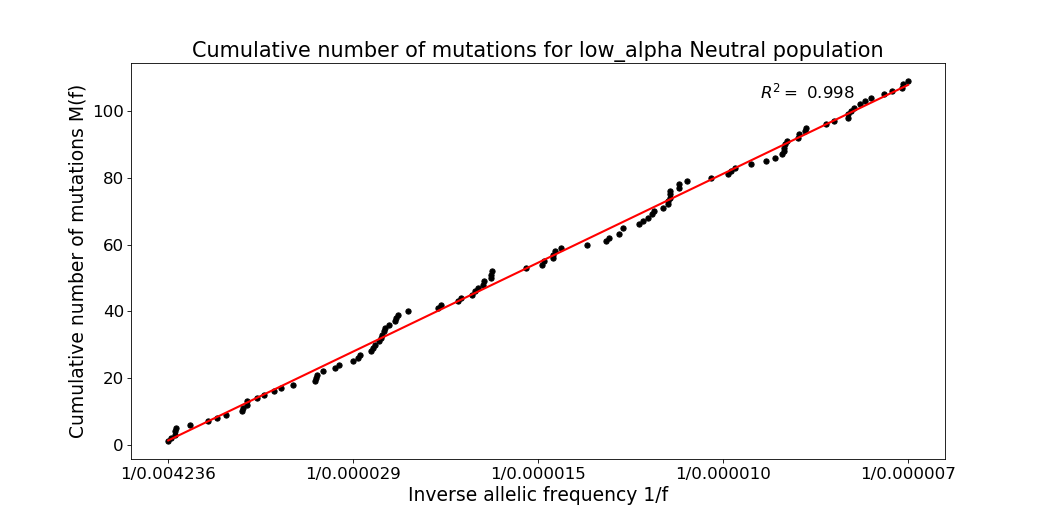 Cumulative number of mutations for low_alpha Neutral population
R² = 0.998
Cumulative number of mutations M(f)
100
80
60
40
20
0
1/0.004236 1/0.000029 1/0.000015 1/0.000010 1/0.000007
Inverse allelic frequency 1/f